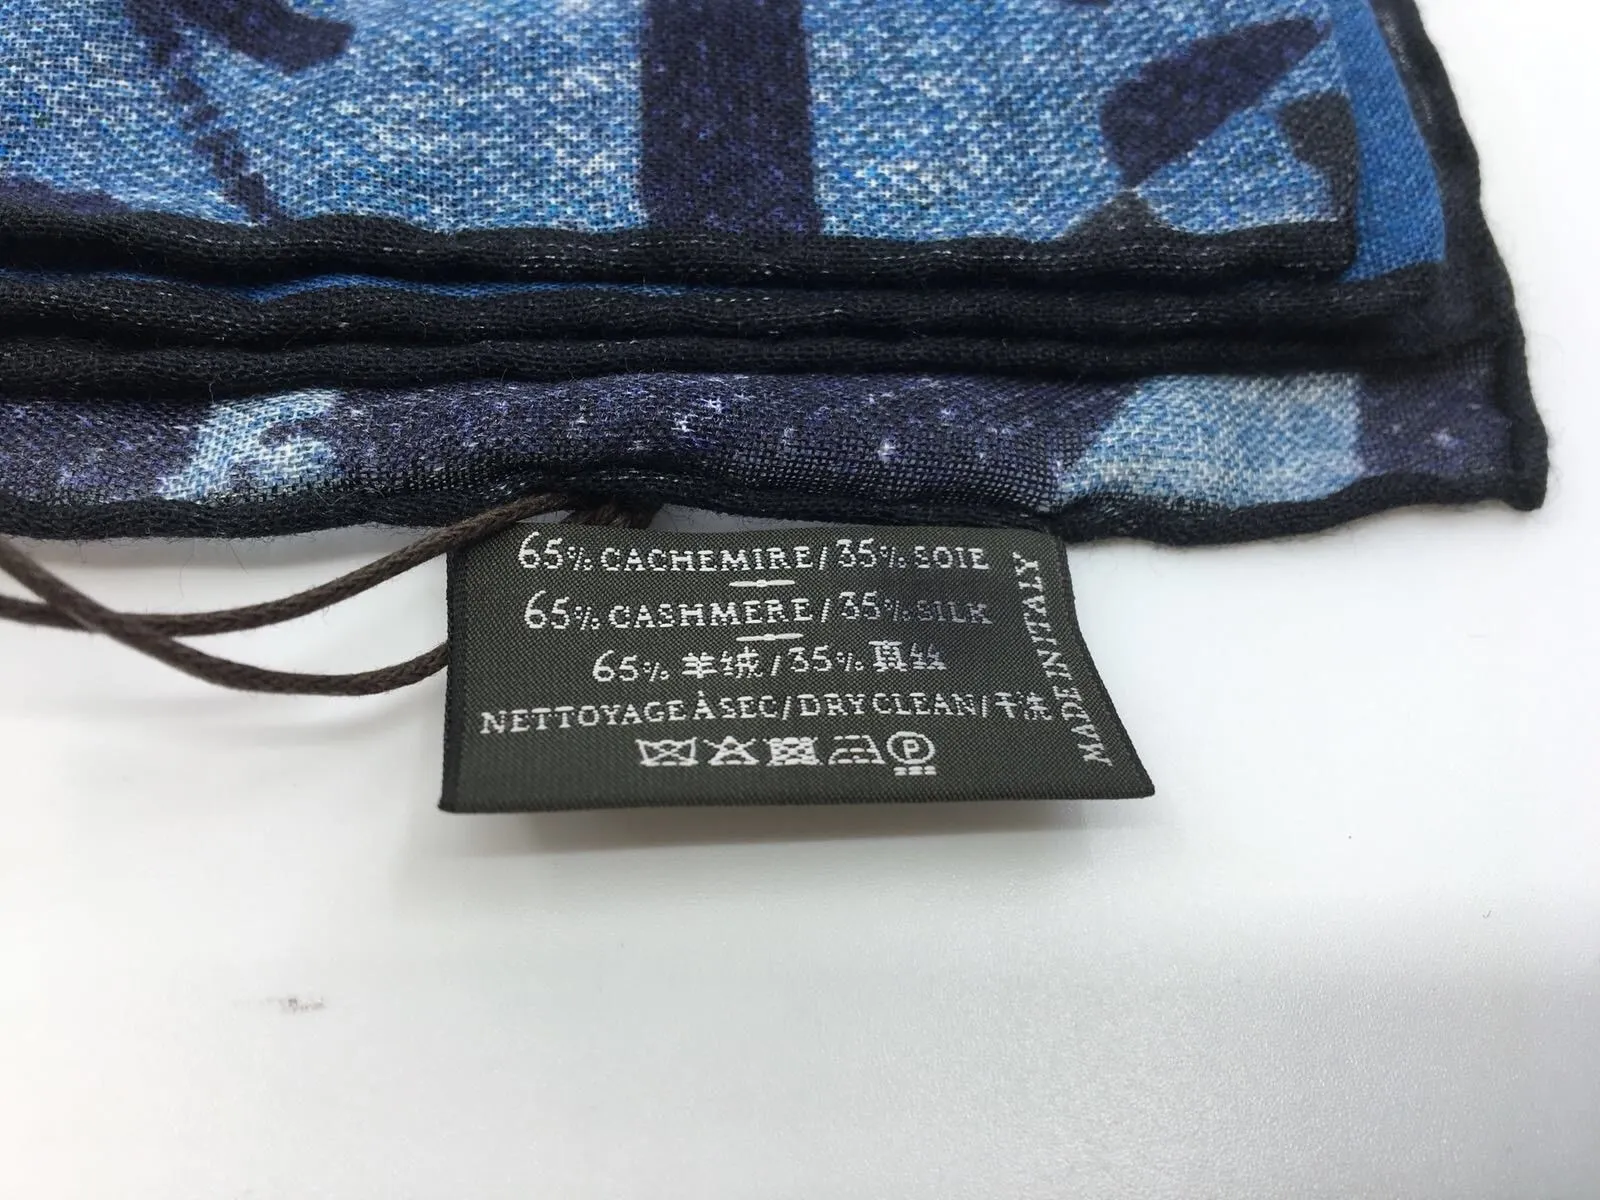 65% CACHEMIRE/35% SOIE
65% CASHMERE/35% SILK
65% 羊绒/35% 真丝
NETTOYAGE À SEC/DRY CLEAN/干洗
P
MADE IN ITALY